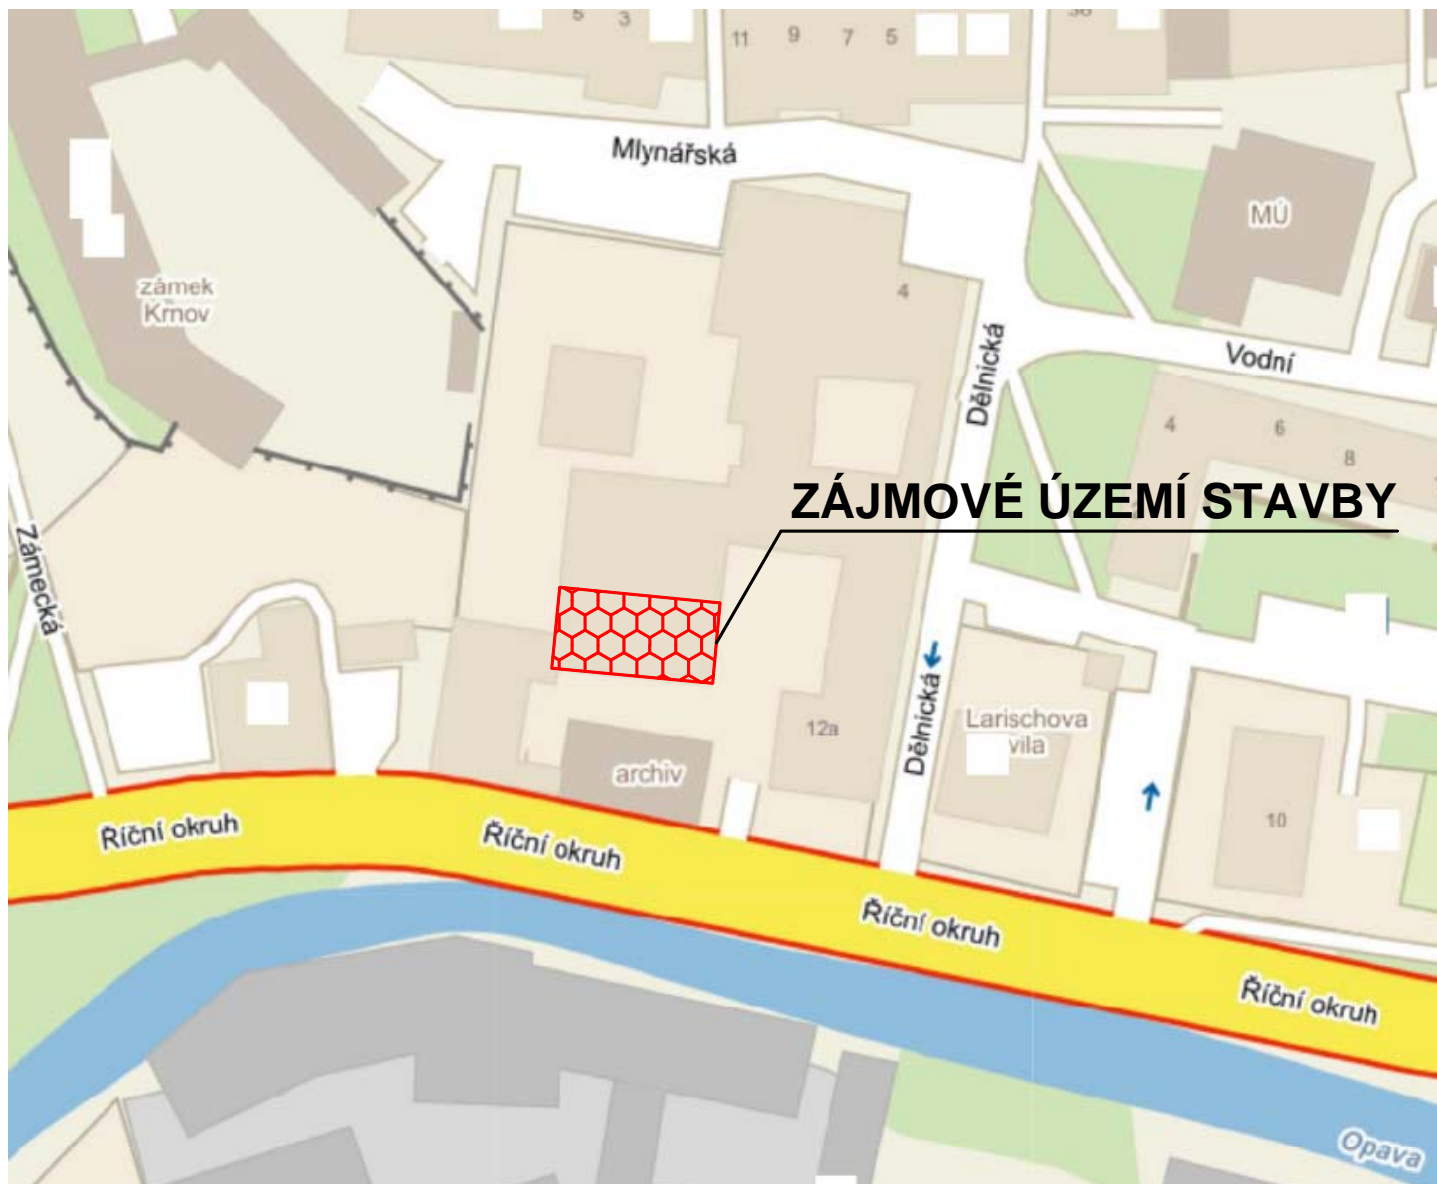 5
3
11
9
7
5
Mlynářská
MÚ
zámek
Krnov
4
Dělnická
Vodní
4
6
8
ZÁJMOVÉ ÚZEMÍ STAVBY
Zámecká
Dělnická
Larischova
vila
12a
archiv
10
Říční okruh
Říční okruh
Říční okruh
Říční okruh
Opava